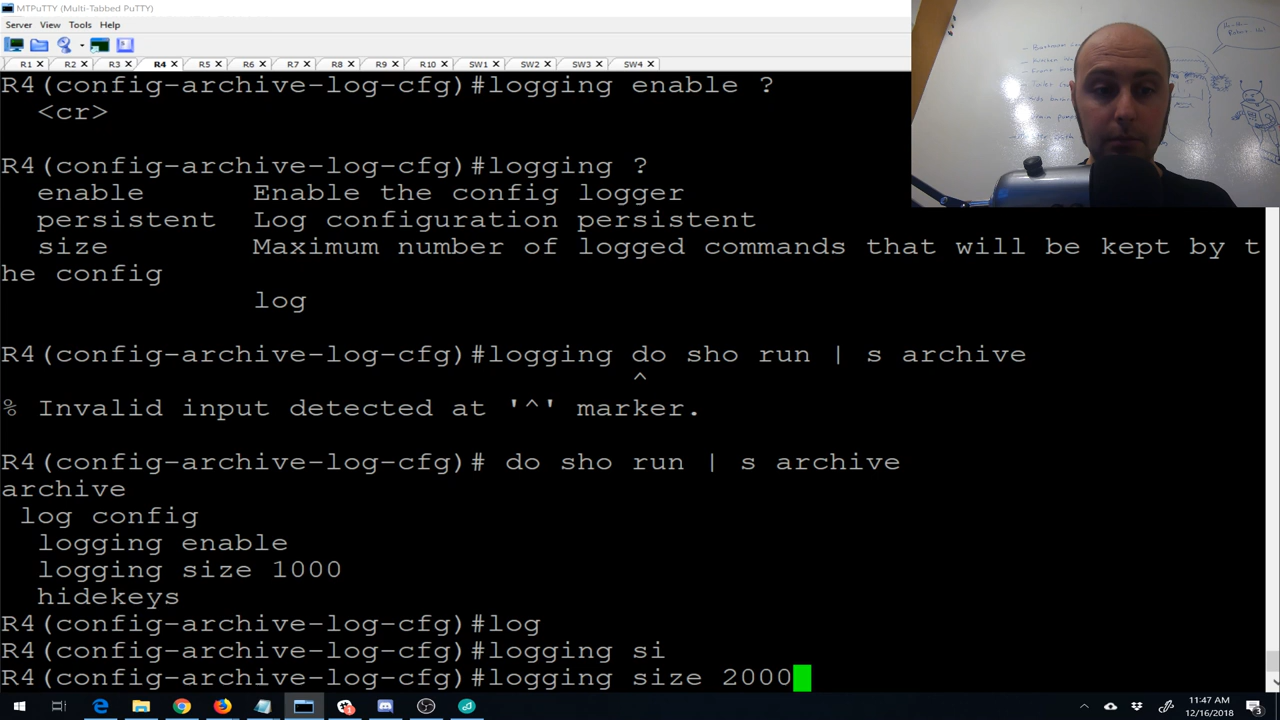 MTPuTTY (Multi-Tabbed PuTTY)
Server View Tools Help
R1 R2 R3 R4 R5 R6 R7 R8 R9 R10 SW1 SW2 SW3 SW4
R4(config-archive-log-cfg)#logging enable ?
<cr>
R4(config-archive-log-cfg)#logging ?
enable Enable the config logger
persistent Log configuration persistent
size Maximum number of logged commands that will be kept by t
he config
log
R4(config-archive-log-cfg)#logging do sho run | s archive
^
% Invalid input detected at '^' marker.
R4(config-archive-log-cfg)# do sho run | s archive
archive
log config
logging enable
logging size 1000
hidekeys
R4(config-archive-log-cfg)#log
R4(config-archive-log-cfg)#logging si
R4(config-archive-log-cfg)#logging size 2000
11:47 AM
12/16/2018
3